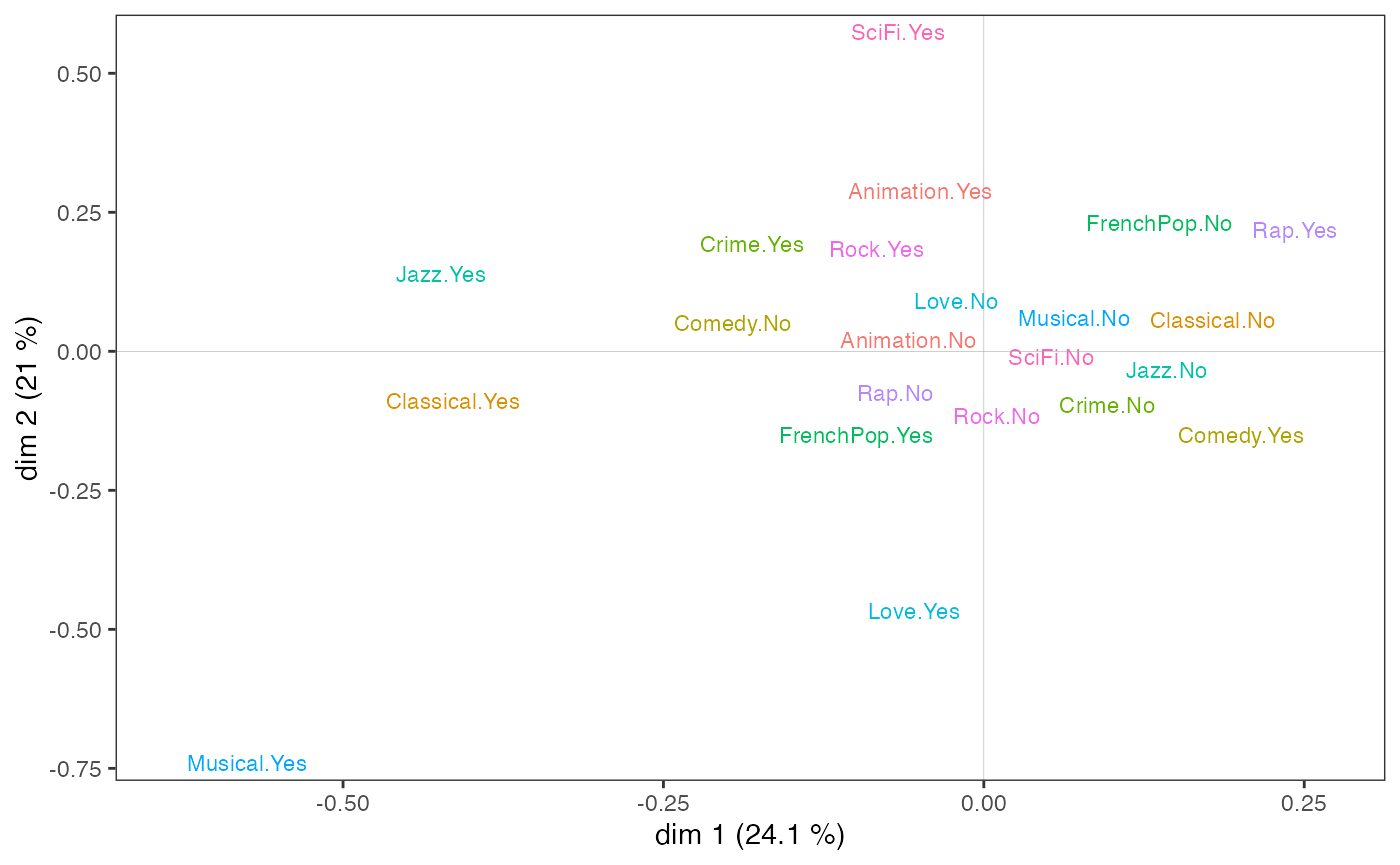 SciFi.Yes
0.50
Animation.Yes
0.25
FrenchPop.No
Rap.Yes
Crime.Yes
Rock.Yes
Jazz.Yes
Love.No
Musical.No
Classical.No
Comedy.No
Animation.No
0.00
SciFi.No
Jazz.No
Rap.No
Classical.Yes
Crime.No
Rock.No
FrenchPop.Yes
Comedy.Yes
-0.25
Love.Yes
-0.50
Musical.Yes
-0.75
dim 2 (21 %)
-0.50 -0.25 0.00 0.25
dim 1 (24.1 %)